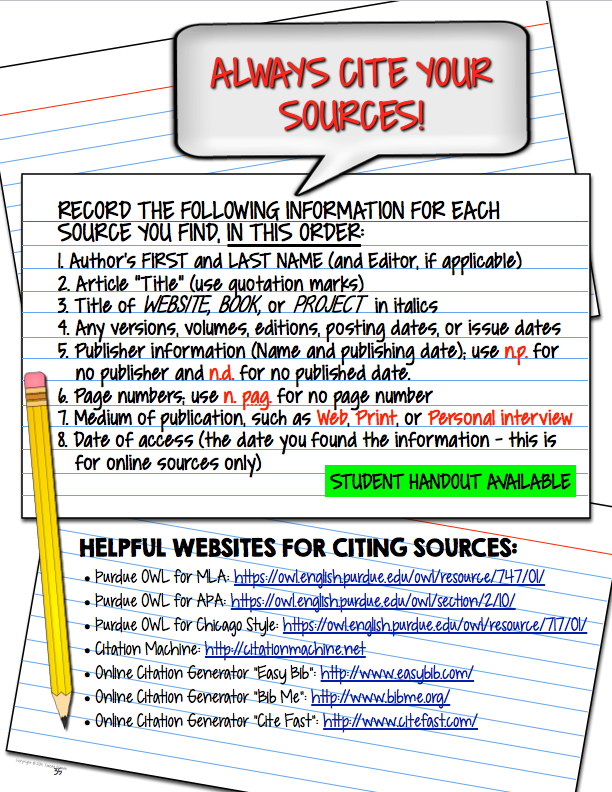 ALWAYS CITE YOUR
SOURCES!
RECORD THE FOLLOWING INFORMATION FOR EACH
SOURCE YOU FIND, IN THIS ORDER:
1. Author's FIRST and LAST NAME (and Editor, if applicable)
2. Article "Title" (use quotation marks)
3. Title of WEBSITE, BOOK, or PROJECT in italics
4. Any versions, volumes, editions, posting dates, or issue dates
5. Publisher information (Name and publishing date); use n.p. for
no publisher and n.d. for no published date.
6. Page numbers; use n. pag. for no page number
7. Medium of publication, such as Web, Print, or Personal interview
8. Date of access (the date you found the information - this is
for online sources only)
STUDENT HANDOUT AVAILABLE
HELPFUL WEBSITES FOR CITING SOURCES:
• Purdue OWL for MLA: https://owl.english.purdue.edu/owl/resource/747/01/
• Purdue OWL for APA: https://owl.english.purdue.edu/owl/section/2/10/
• Purdue OWL for Chicago Style: https://owl.english.purdue.edu/owl/resource/717/01/
• Citation Machine: http://citationmachine.net
• Online Citation Generator "Easy Bib": http://www.easybib.com/
• Online Citation Generator "Bib Me": http://www.bibme.org/
• Online Citation Generator "Cite Fast": http://www.citefast.com/
35